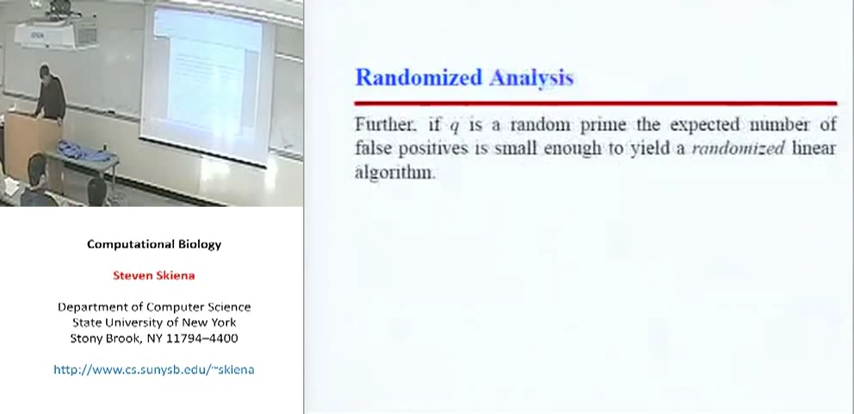 Randomized Analysis
Further, if q is a random prime the expected number of
false positives is small enough to yield a randomized linear
algorithm.
Computational Biology
Steven Skiena
Department of Computer Science
State University of New York
Stony Brook, NY 11794–4400
http://www.cs.sunysb.edu/~skiena